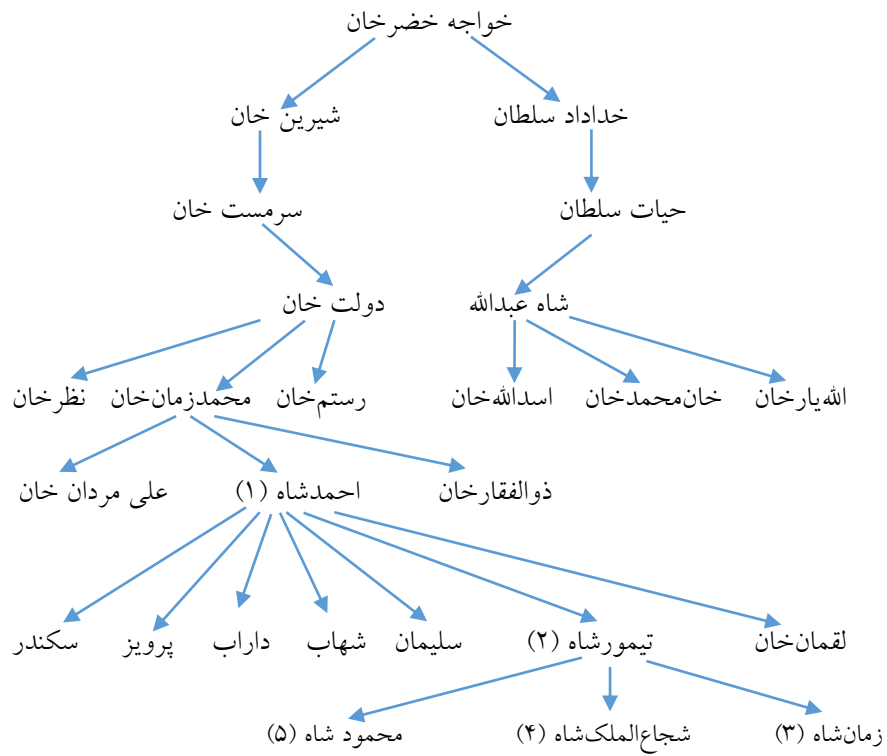 خواجه خضرخان
خداداد سلطان شیرین خان
حیات سلطان سرمست خان
شاه عبدالله دولت خان
الله‌یارخان خان‌محمدخان اسدالله‌خان رستم‌خان محمدزمان‌خان نظرخان
ذوالفقارخان احمدشاه (۱) علی مردان خان
لقمان‌خان تیمورشاه (۲) سلیمان شهاب داراب پرویز سکندر
زمان‌شاه (۳) شجاع‌الملک‌شاه (۴) محمود شاه (۵)